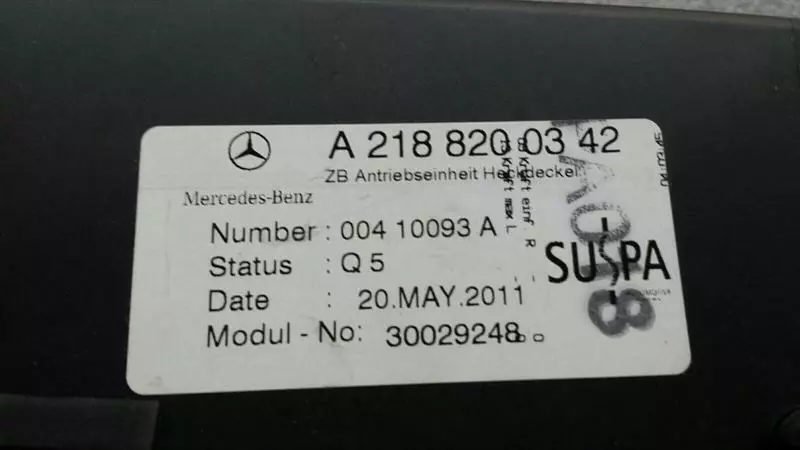 A 218 820 03 42
ZB Antriebseinheit Heckdeckel
Mercedes-Benz
Number : 004 10093 A
Status : Q 5
Date : 20.MAY.2011
Modul - No: 30029248
SUSPA